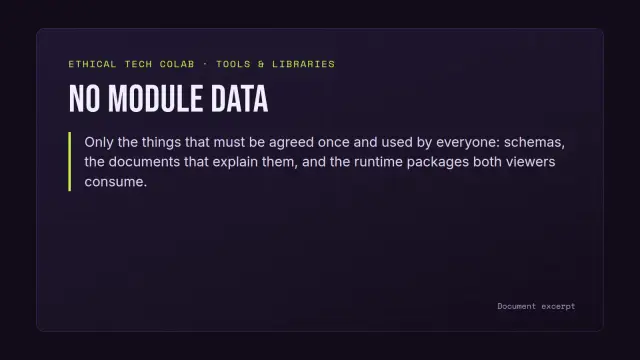 ETHICAL TECH COLAB · TOOLS & LIBRARIES
NO MODULE DATA
Only the things that must be agreed once and used by everyone: schemas,
the documents that explain them, and the runtime packages both viewers
consume.
Document excerpt